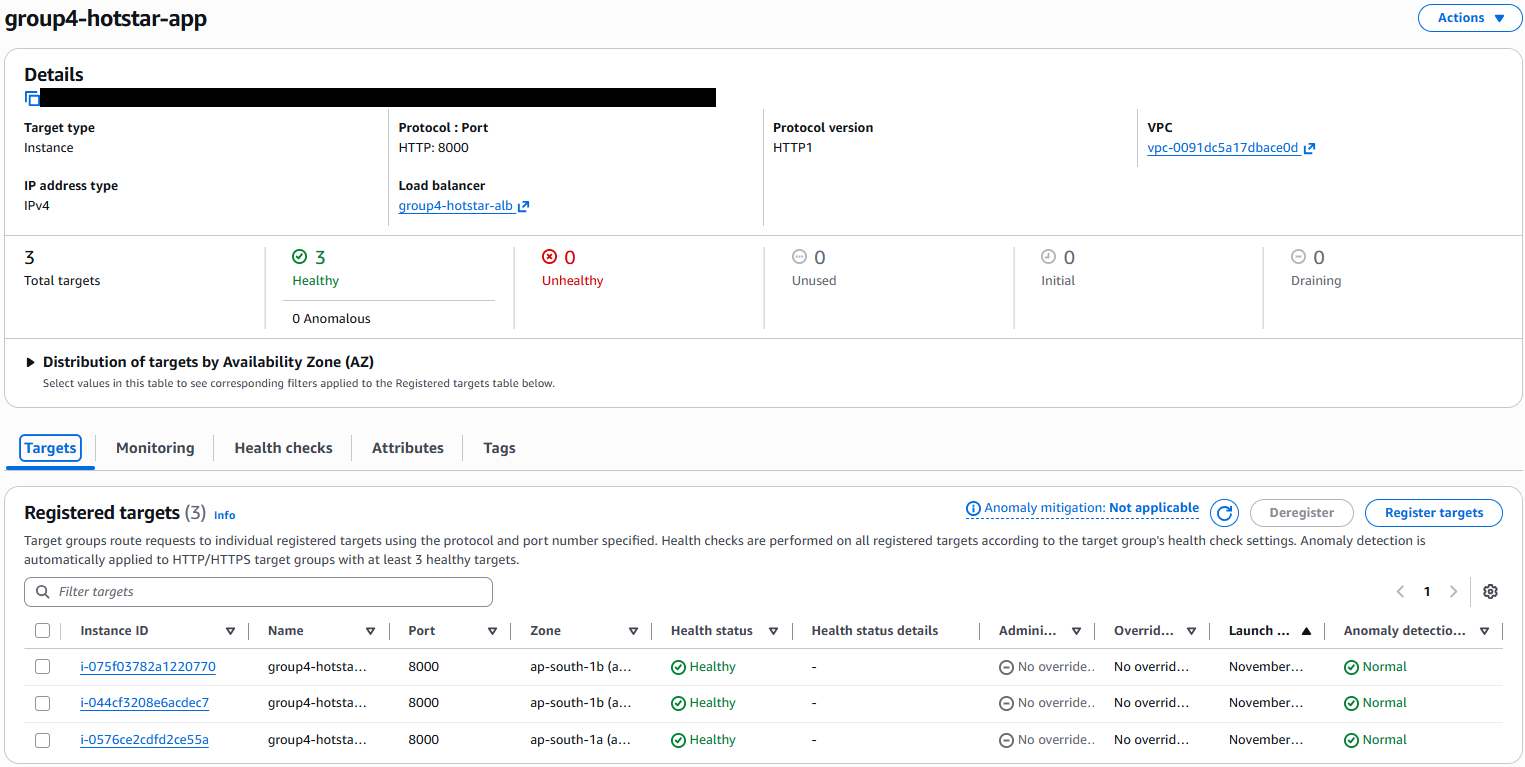 group4-hotstar-app
Actions
Details
Target type
Instance
Protocol : Port
HTTP: 8000
Protocol version
HTTP1
VPC
vpc-0091dc5a17dbace0d
IP address type
IPv4
Load balancer
group4-hotstar-alb
3
Total targets
3
Healthy
0 Anomalous
0
Unhealthy
0
Unused
0
Initial
0
Draining
Distribution of targets by Availability Zone (AZ)
Select values in this table to see corresponding filters applied to the Registered targets table below.
Targets
Monitoring
Health checks
Attributes
Tags
Registered targets (3) Info
Anomaly mitigation: Not applicable
Deregister
Register targets
Target groups route requests to individual registered targets using the protocol and port number specified. Health checks are performed on all registered targets according to the target group's health check settings. Anomaly detection is
automatically applied to HTTP/HTTPS target groups with at least 3 healthy targets.
Filter targets
1
Instance ID Name Port Zone Health status Health status details Admini... Overrid... Launch ... Anomaly detectio...
i-075f03782a1220770 group4-hotsta... 8000 ap-south-1b (a... Healthy - No override.. No overrid... November... Normal
i-044cf3208e6acdec7 group4-hotsta... 8000 ap-south-1b (a... Healthy - No override.. No overrid... November... Normal
i-0576ce2cdfd2ce55a group4-hotsta... 8000 ap-south-1a (a... Healthy - No override.. No overrid... November... Normal